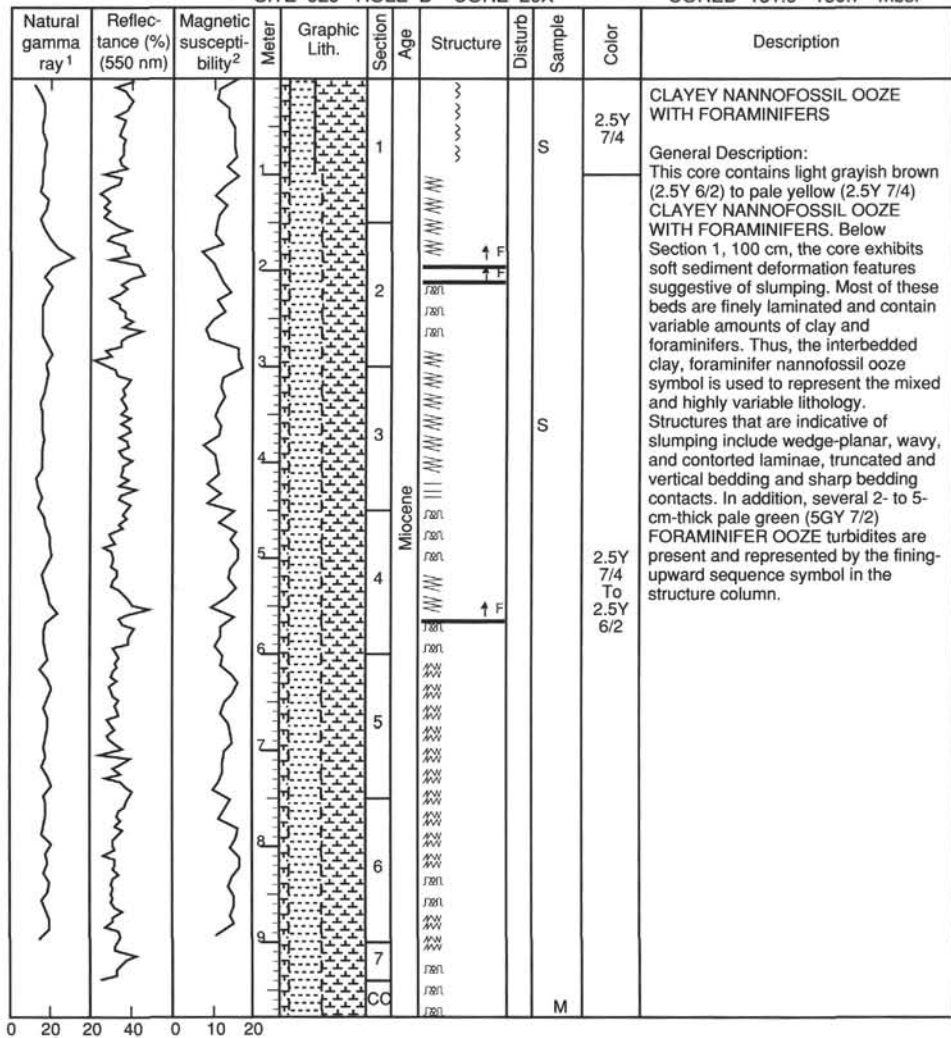 Natural
gamma
ray 1
Reflec-
tance (%)
(550 nm)
Magnetic
suscepti-
bility2
Meter
Graphic
Lith.
Section
Age
Structure
Disturb
Sample
Color
Description
1
2
3
4
5
6
7
8
9
1
2
3
4
5
6
7
CC
Miocene
F
F
F
S
S
M
2.5Y
7/4
2.5Y
7/4
To
2.5Y
6/2
CLAYEY NANNOFOSSIL OOZE
WITH FORAMINIFERS
General Description:
This core contains light grayish brown
(2.5Y 6/2) to pale yellow (2.5Y 7/4)
CLAYEY NANNOFOSSIL OOZE
WITH FORAMINIFERS. Below
Section 1, 100 cm, the core exhibits
soft sediment deformation features
suggestive of slumping. Most of these
beds are finely laminated and contain
variable amounts of clay and
foraminifers. Thus, the interbedded
clay, foraminifer nannofossil ooze
symbol is used to represent the mixed
and highly variable lithology.
Structures that are indicative of
slumping include wedge-planar, wavy,
and contorted laminae, truncated and
vertical bedding and sharp bedding
contacts. In addition, several 2- to 5-
cm-thick pale green (5GY 7/2)
FORAMINIFER OOZE turbidites are
present and represented by the fining-
upward sequence symbol in the
structure column.
0 20 20 40 0 10 20